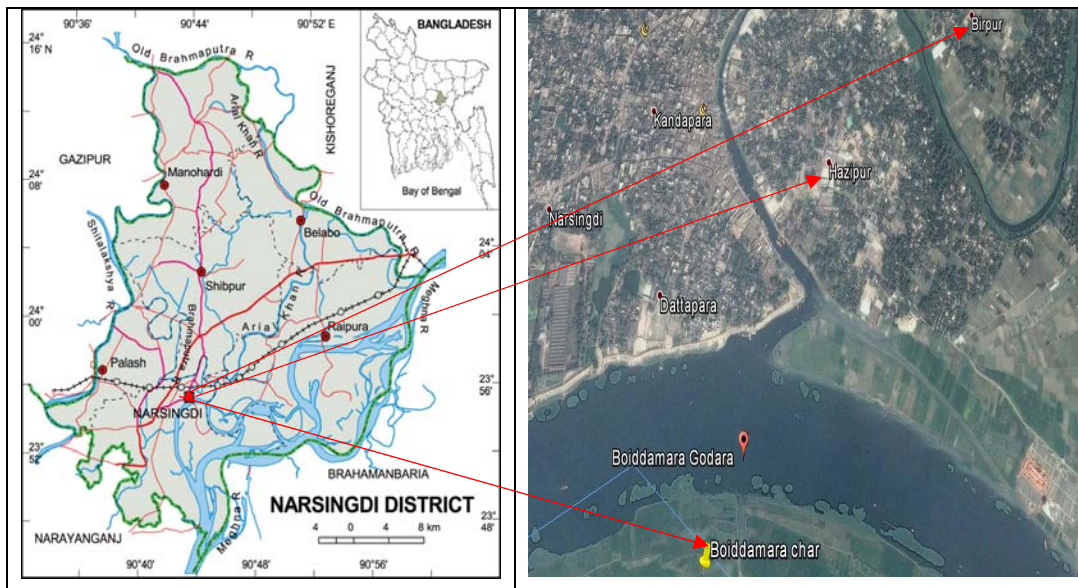 90°36'
90°44'
90°52' E
24°
16' N
Old Brahmaputra R
BANGLADESH
Bay of Bengal
KISHOREGANJ
Arial Khan R
GAZIPUR
24°
08'
Manohardi
Old Brahmaputra R
Belabo
24°
04'
Shitalakshya R
Shibpur
Meghna R
24°
00'
Brahmaputra R
Arial Khan R
Raipura
Palash
23°
56'
NARSINGDI
23°
52'
BRAHAMANBARIA
NARSINGDI DISTRICT
4 0 4 8 km
23°
48'
NARAYANGANJ
Meghna R
90°40'
90°48'
90°56'
Birpur
Kandapara
Hazipur
Narsingdi
Dattapara
Boiddamara Godara
Boiddamara char